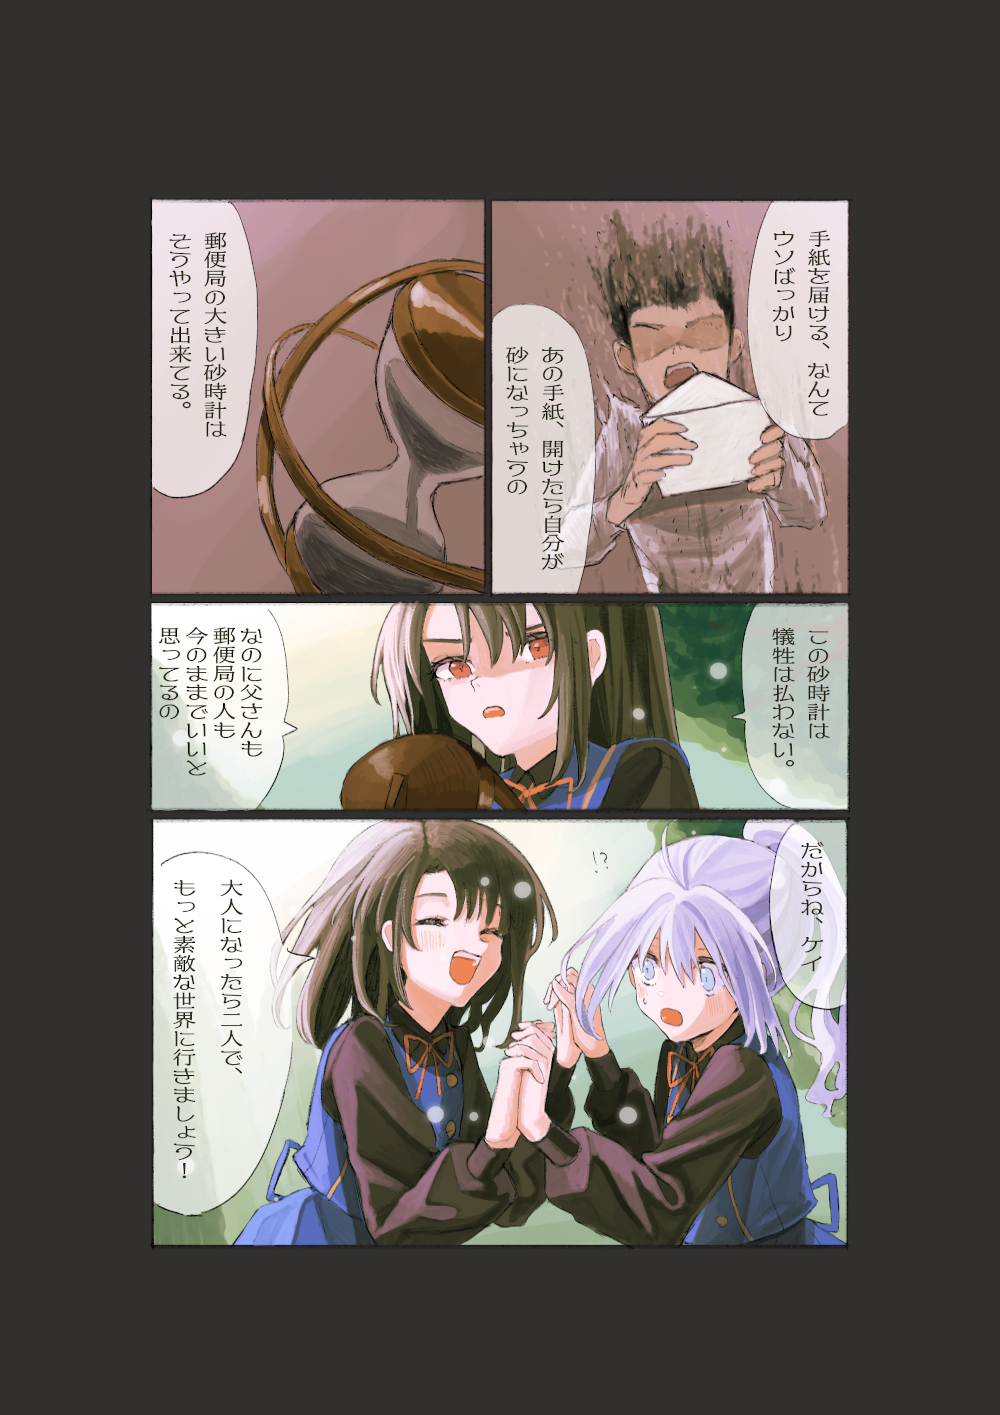 手紙を届ける、なんて
ウソばっかり
あの手紙、開けたら自分が
砂になっちゃうの
郵便局の大きい砂時計は
そうやって出来てる。
この砂時計は
犠牲は払わない。
なのに父さんも
郵便局の人も
今のままでいいと
思ってるの
だからね、ケイ
!?
大人になったら二人で、
もっと素敵な世界に行きましょう！